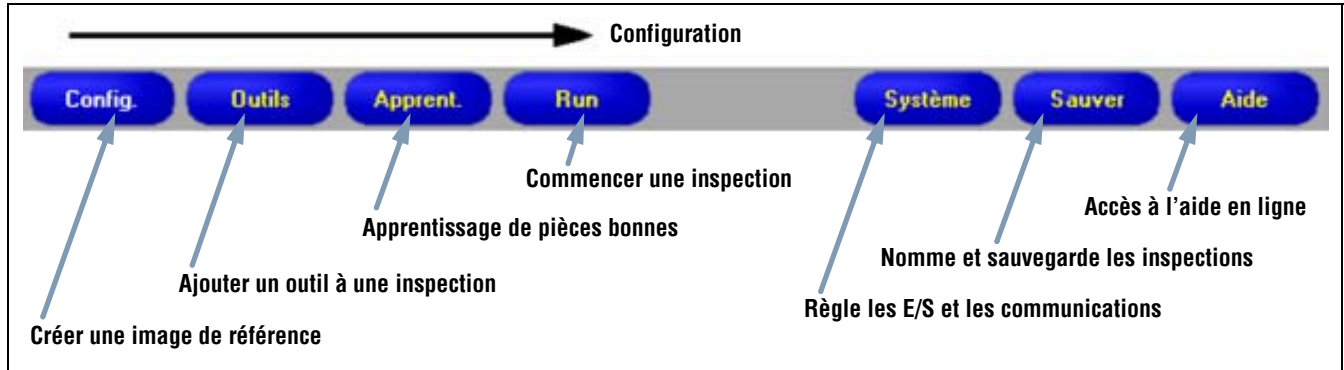 Configuration
Config. Outils Apprent. Run Système Sauver Aide
Commencer une inspection
Accès à l'aide en ligne
Apprentissage de pièces bonnes
Nomme et sauvegarde les inspections
Ajouter un outil à une inspection
Règle les E/S et les communications
Créer une image de référence